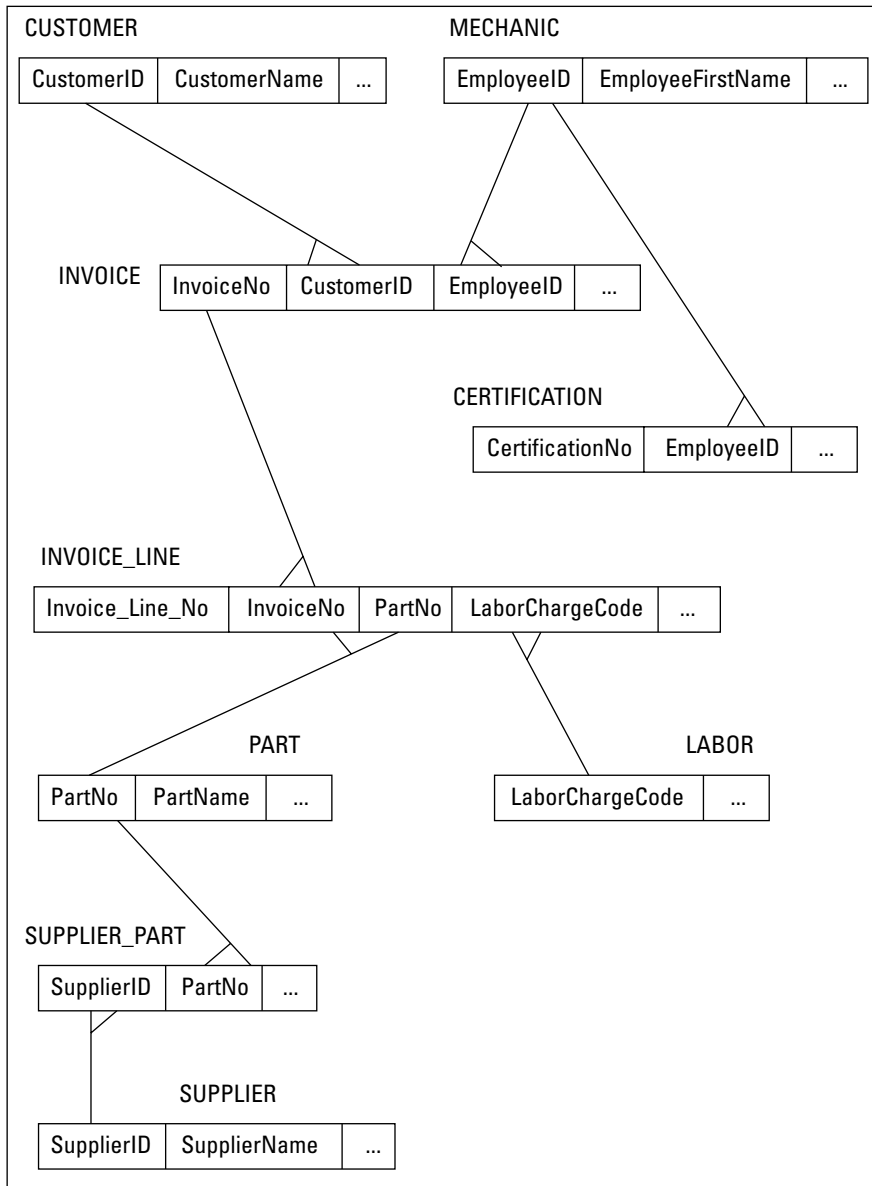 CUSTOMER
CustomerID CustomerName ...
MECHANIC
EmployeeID EmployeeFirstName ...
INVOICE
InvoiceNo CustomerID EmployeeID ...
CERTIFICATION
CertificationNo EmployeeID ...
INVOICE_LINE
Invoice_Line_No InvoiceNo PartNo LaborChargeCode ...
PART
PartNo PartName ...
LABOR
LaborChargeCode ...
SUPPLIER_PART
SupplierID PartNo ...
SUPPLIER
SupplierID SupplierName ...